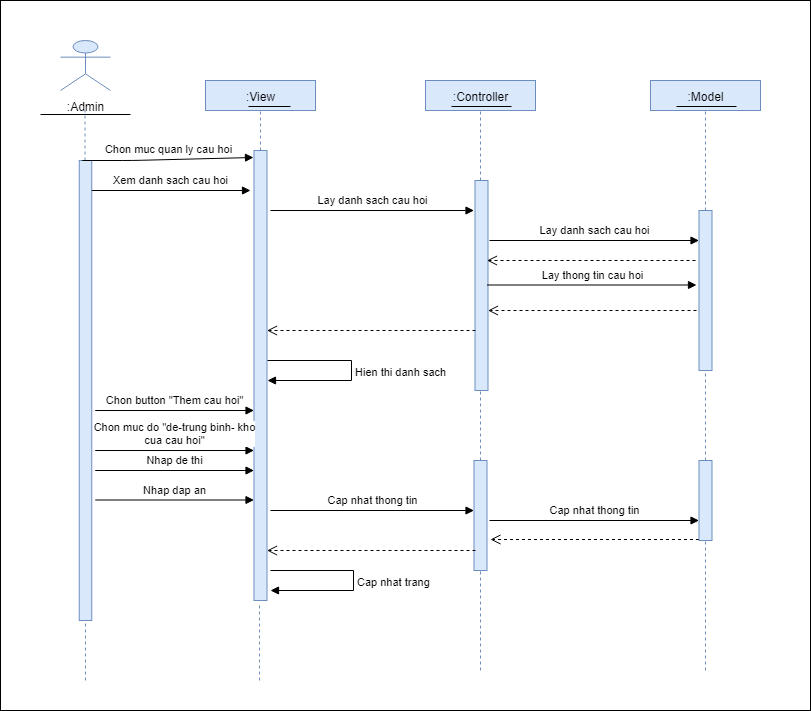 :Admin
:View
:Controller
:Model
Chon muc quan ly cau hoi
Xem danh sach cau hoi
Lay danh sach cau hoi
Lay danh sach cau hoi
Lay thong tin cau hoi
Hien thi danh sach
Chon button "Them cau hoi"
Chon muc do "de-trung binh- kho
cua cau hoi"
Nhap de thi
Nhap dap an
Cap nhat thong tin
Cap nhat thong tin
Cap nhat trang